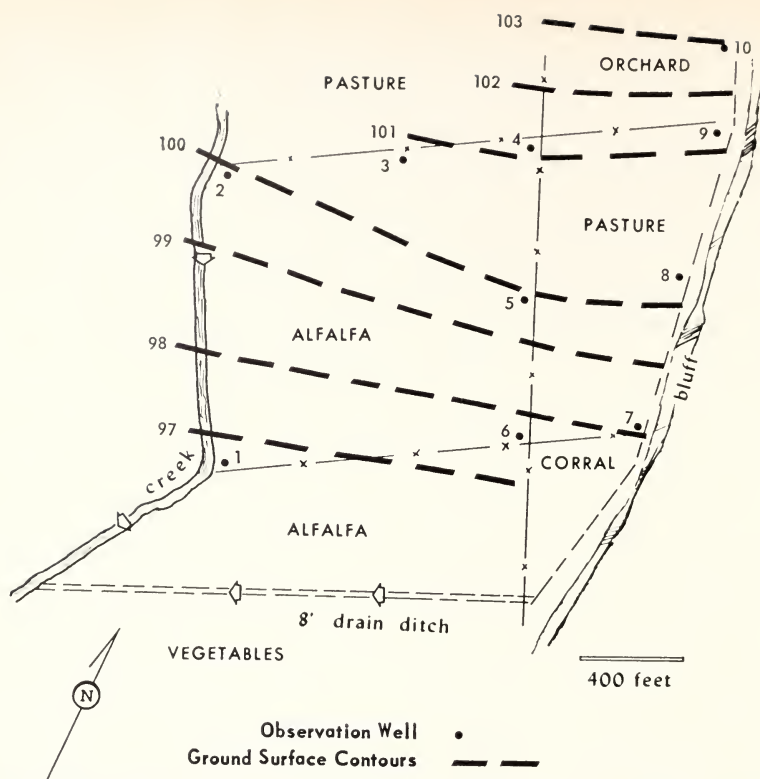 103
10
ORCHARD
PASTURE
102
101
4
9
100
3
2
PASTURE
99
8
5
ALFALFA
98
bluff
97
7
6
1
CORRAL
creek
ALFALFA
8' drain ditch
VEGETABLES
400 feet
N
Observation Well
Ground Surface Contours